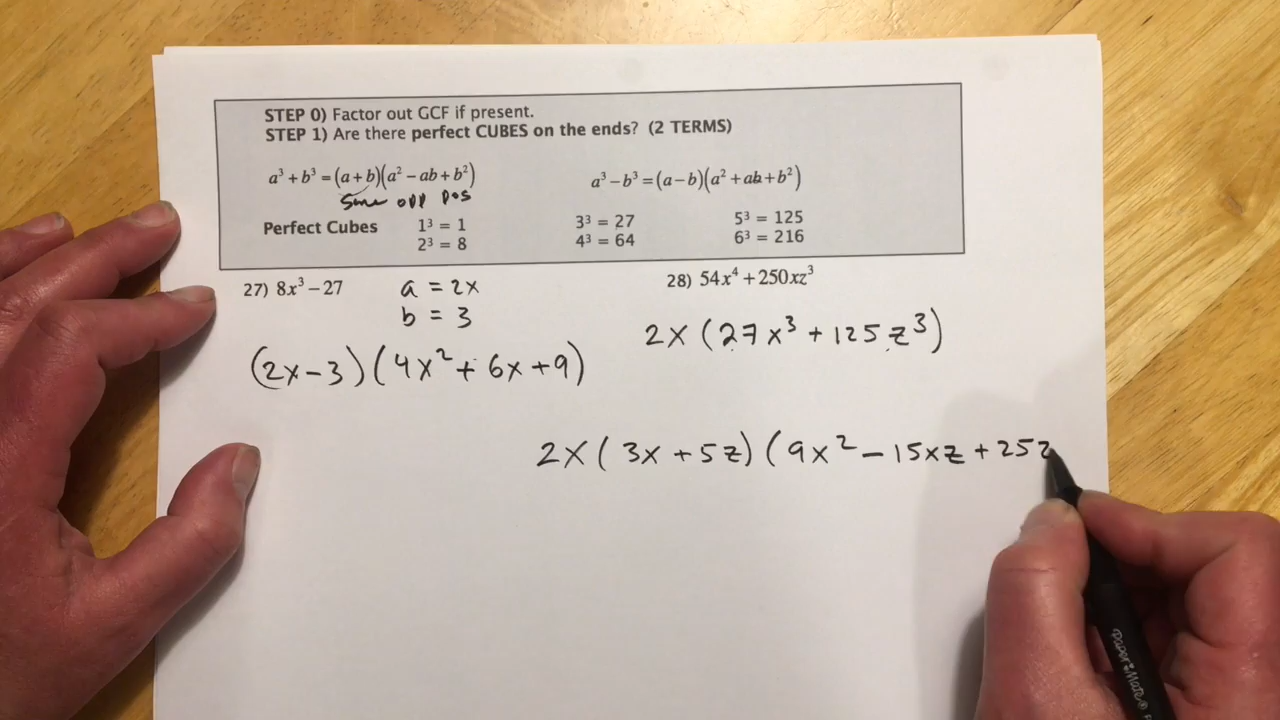 STEP 0) Factor out GCF if present.
STEP 1) Are there perfect CUBES on the ends? (2 TERMS)
a³ + b³ = (a + b)(a² − ab + b²)
a³ − b³ = (a − b)(a² + ab + b²)
Same opp pos
Perfect Cubes
1³ = 1
3³ = 27
5³ = 125
2³ = 8
4³ = 64
6³ = 216
27) 8x³ − 27
a = 2x
b = 3
(2x − 3)(4x² + 6x + 9)
28) 54x⁴ + 250xz³
2x(27x³ + 125z³)
2x(3x + 5z)(9x² − 15xz + 25z
Paper Mate®